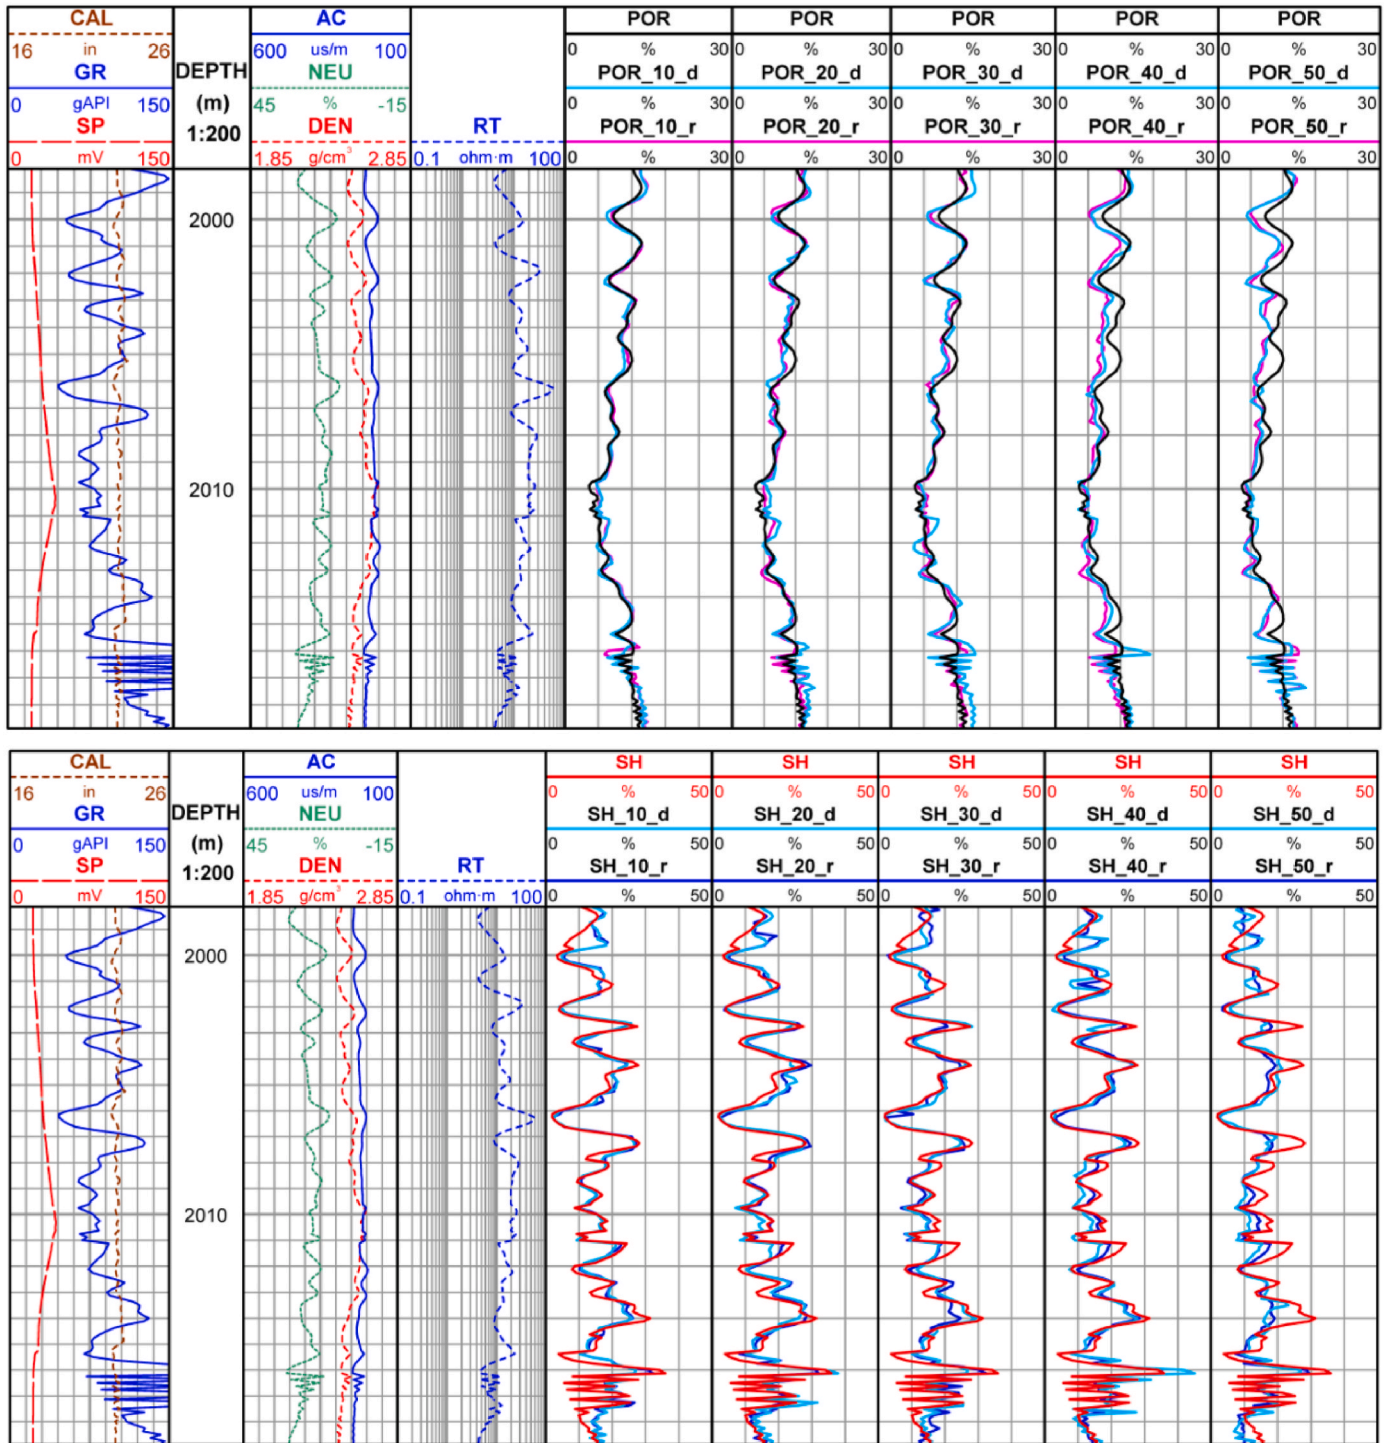 CAL AC POR POR POR POR POR
16 in 26 600 us/m 100 0 % 30 0 % 30 0 % 30 0 % 30 0 % 30
GR DEPTH NEU POR_10_d POR_20_d POR_30_d POR_40_d POR_50_d
0 gAPI 150 (m) 45 % -15 0 % 30 0 % 30 0 % 30 0 % 30 0 % 30
SP 1:200 DEN RT POR_10_r POR_20_r POR_30_r POR_40_r POR_50_r
0 mV 150 1.85 g/cm³ 2.85 0.1 ohm·m 100 0 % 30 0 % 30 0 % 30 0 % 30 0 % 30
2000
2010
CAL AC SH SH SH SH SH
16 in 26 600 us/m 100 0 % 50 0 % 50 0 % 50 0 % 50 0 % 50
GR DEPTH NEU SH_10_d SH_20_d SH_30_d SH_40_d SH_50_d
0 gAPI 150 (m) 45 % -15 0 % 50 0 % 50 0 % 50 0 % 50 0 % 50
SP 1:200 DEN RT SH_10_r SH_20_r SH_30_r SH_40_r SH_50_r
0 mV 150 1.85 g/cm³ 2.85 0.1 ohm·m 100 0 % 50 0 % 50 0 % 50 0 % 50 0 % 50
2000
2010